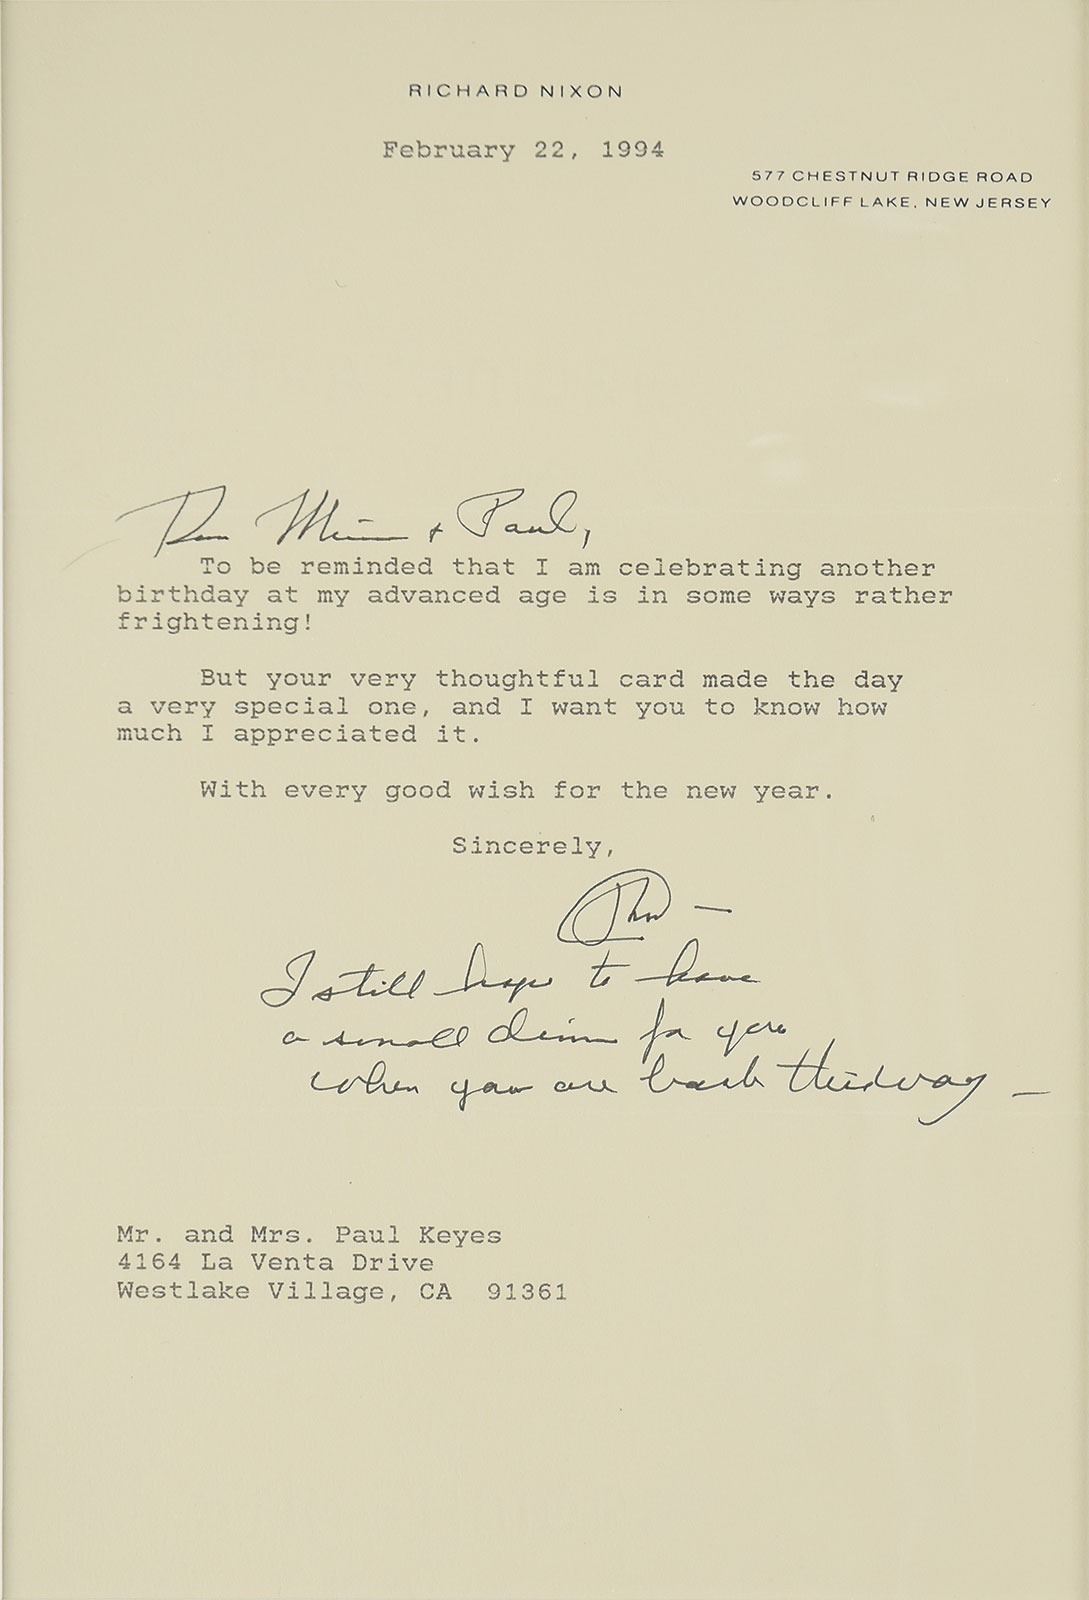 RICHARD NIXON
February 22, 1994
577 CHESTNUT RIDGE ROAD
WOODCLIFF LAKE, NEW JERSEY
Dear + Paul,
To be reminded that I am celebrating another
birthday at my advanced age is in some ways rather
frightening!
But your very thoughtful card made the day
a very special one, and I want you to know how
much I appreciated it.
With every good wish for the new year.
Sincerely,
I still hope to have
a small dinner for you
when you are back this way —
Mr. and Mrs. Paul Keyes
4164 La Venta Drive
Westlake Village, CA 91361